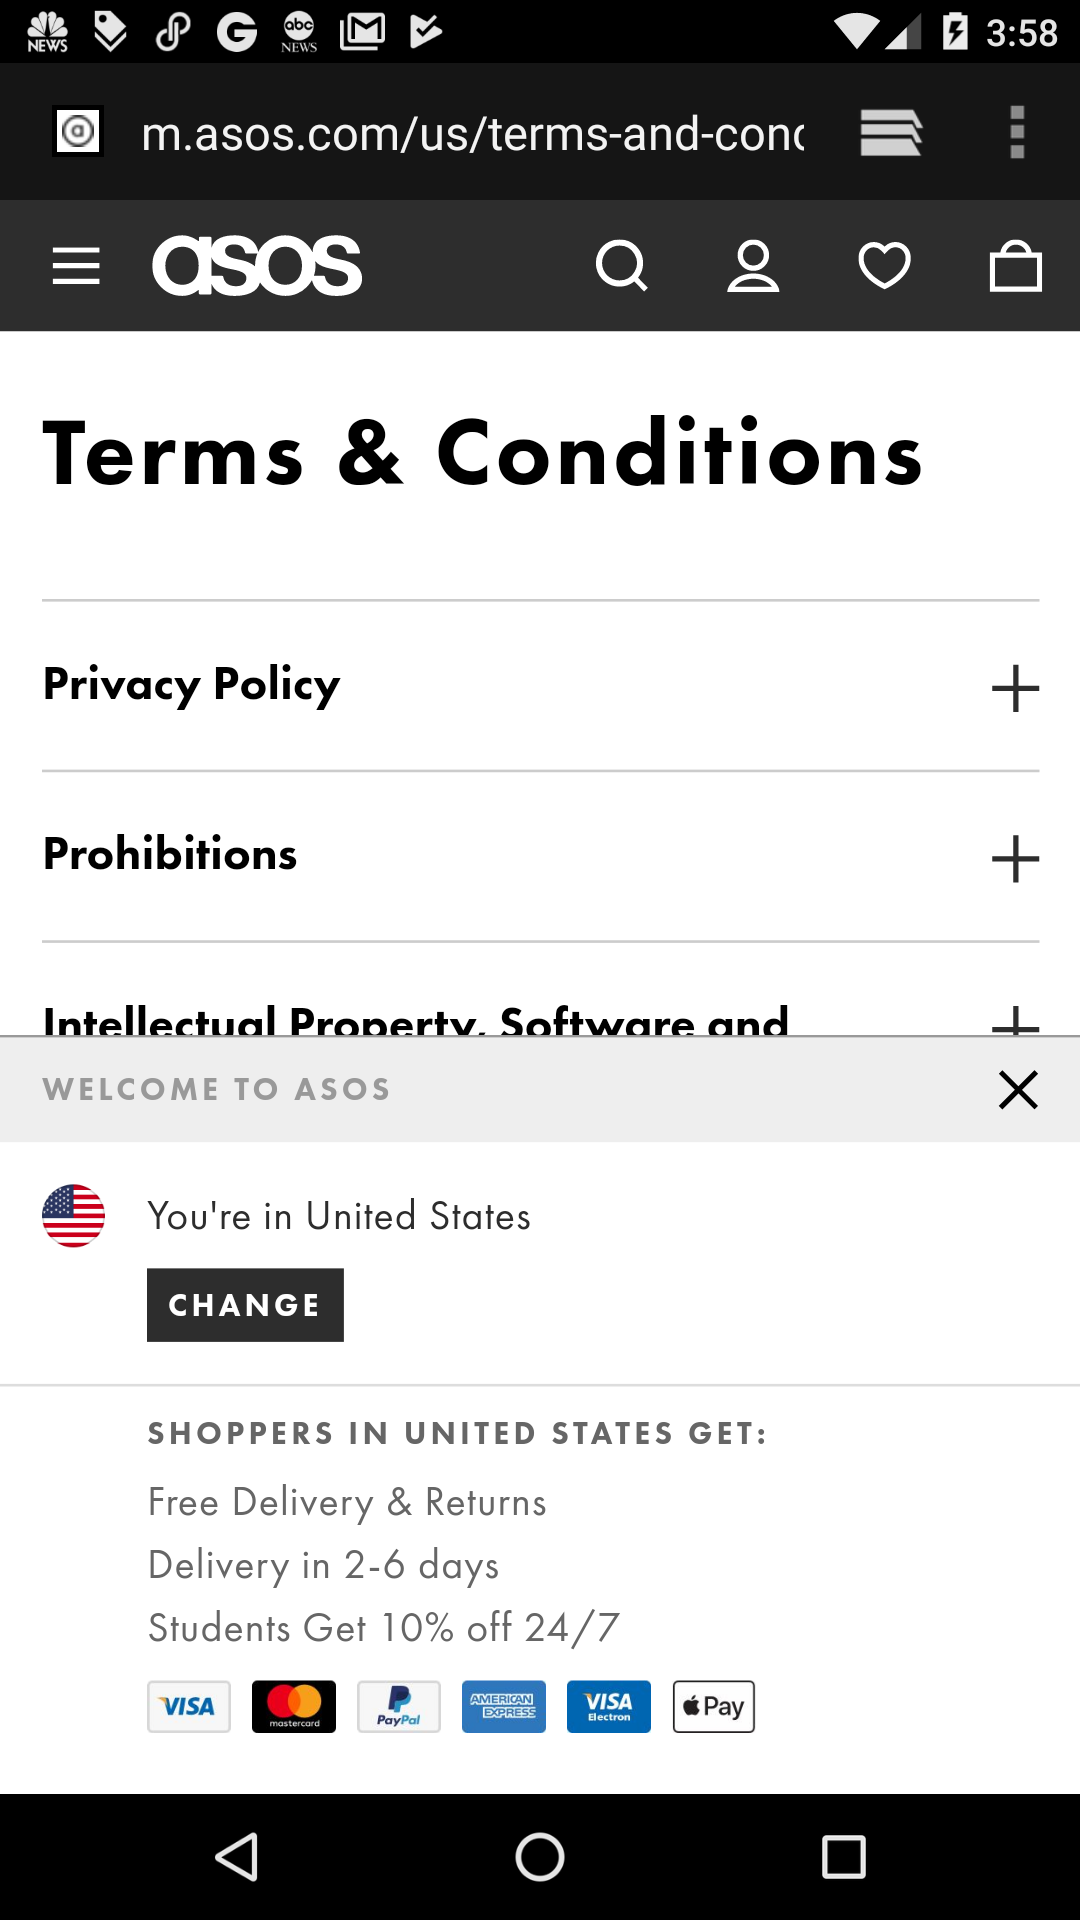 NEWS
abc
NEWS
3:58
m.asos.com/us/terms-and-con
asos
Terms & Conditions
Privacy Policy
Prohibitions
Intellectual Property, Software and
WELCOME TO ASOS
You're in United States
CHANGE
SHOPPERS IN UNITED STATES GET:
Free Delivery & Returns
Delivery in 2-6 days
Students Get 10% off 24/7
VISA
mastercard
PayPal
AMERICAN EXPRESS
VISA Electron
Pay